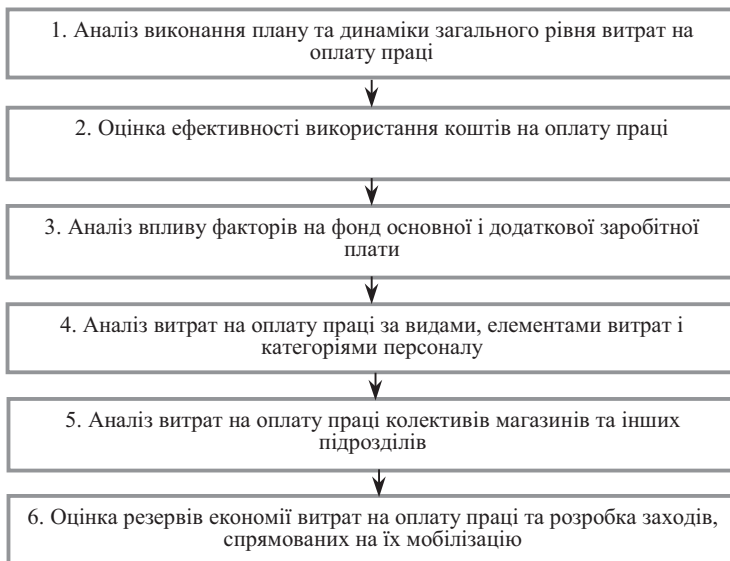 1. Аналіз виконання плану та динаміки загального рівня витрат на
оплату праці
2. Оцінка ефективності використання коштів на оплату праці
3. Аналіз впливу факторів на фонд основної і додаткової заробітної
плати
4. Аналіз витрат на оплату праці за видами, елементами витрат і
категоріями персоналу
5. Аналіз витрат на оплату праці колективів магазинів та інших
підрозділів
6. Оцінка резервів економії витрат на оплату праці та розробка заходів,
спрямованих на їх мобілізацію